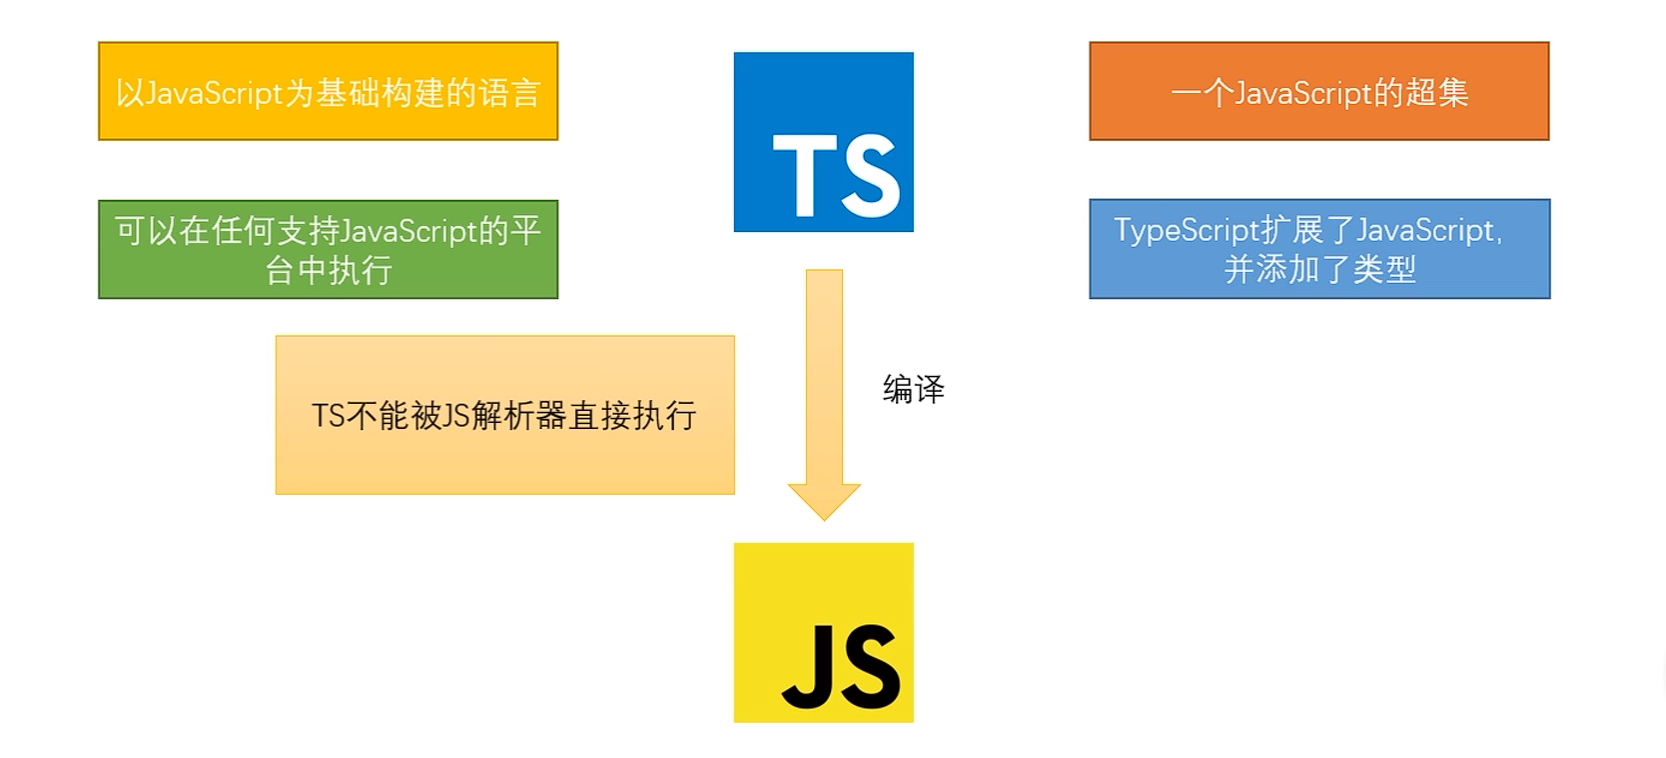 以JavaScript为基础构建的语言
TS
一个JavaScript的超集
可以在任何支持JavaScript的平
台中执行
TypeScript扩展了JavaScript,
并添加了类型
TS不能被JS解析器直接执行
编译
JS